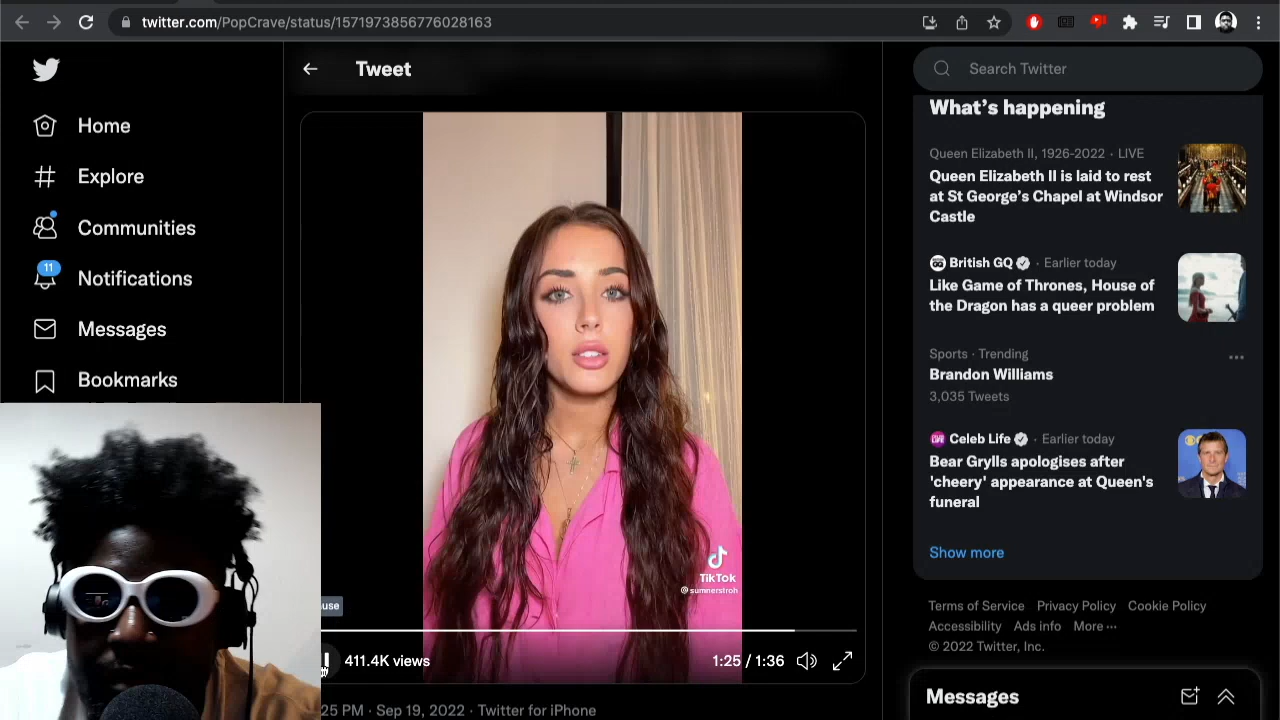 twitter.com/PopCrave/status/1571973856776028163
Tweet
Search Twitter
Home
Explore
Communities
11
Notifications
Messages
Bookmarks
What's happening
Queen Elizabeth II, 1926-2022 · LIVE
Queen Elizabeth II is laid to rest
at St George's Chapel at Windsor
Castle
British GQ · Earlier today
Like Game of Thrones, House of
the Dragon has a queer problem
Sports · Trending
Brandon Williams
3,035 Tweets
Celeb Life · Earlier today
Bear Grylls apologises after
'cheery' appearance at Queen's
funeral
Show more
Terms of Service Privacy Policy Cookie Policy
Accessibility Ads info More ···
© 2022 Twitter, Inc.
Messages
TikTok
@sumnerstroh
use
411.4K views
1:25 / 1:36
25 PM · Sep 19, 2022 · Twitter for iPhone